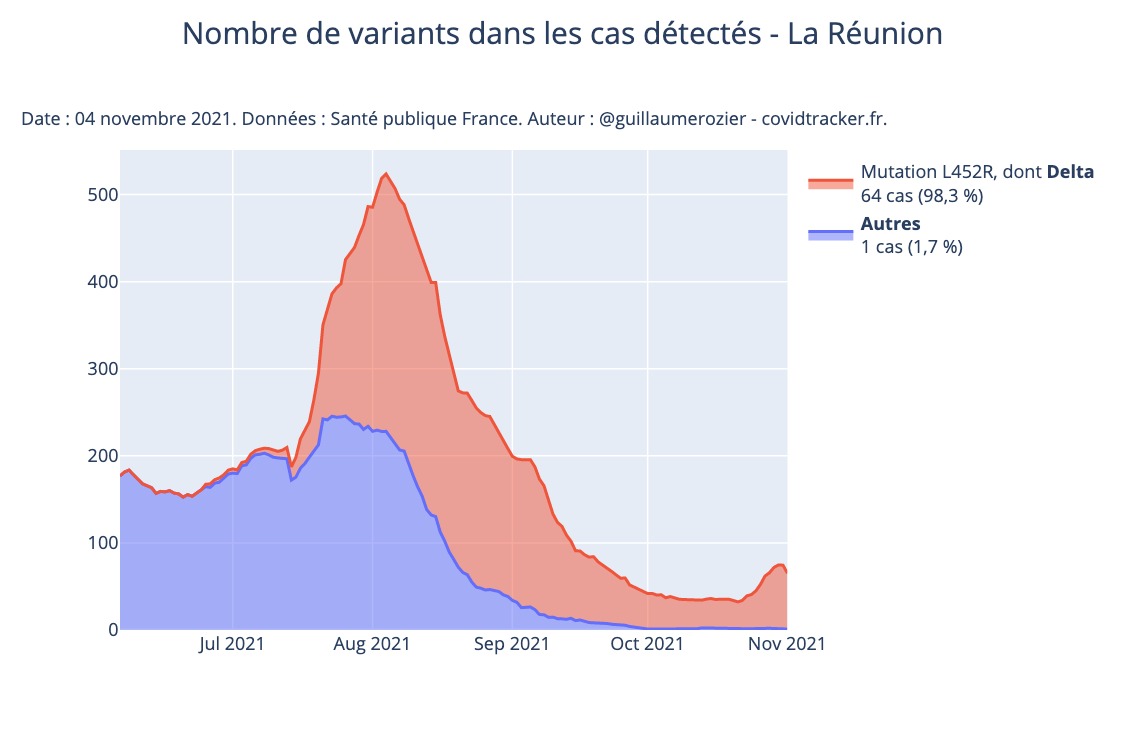 Nombre de variants dans les cas détectés - La Réunion
Date : 04 novembre 2021. Données : Santé publique France. Auteur : @guillaumerozier - covidtracker.fr.
Mutation L452R, dont Delta
64 cas (98,3 %)
Autres
1 cas (1,7 %)
500
400
300
200
100
0
Jul 2021
Aug 2021
Sep 2021
Oct 2021
Nov 2021